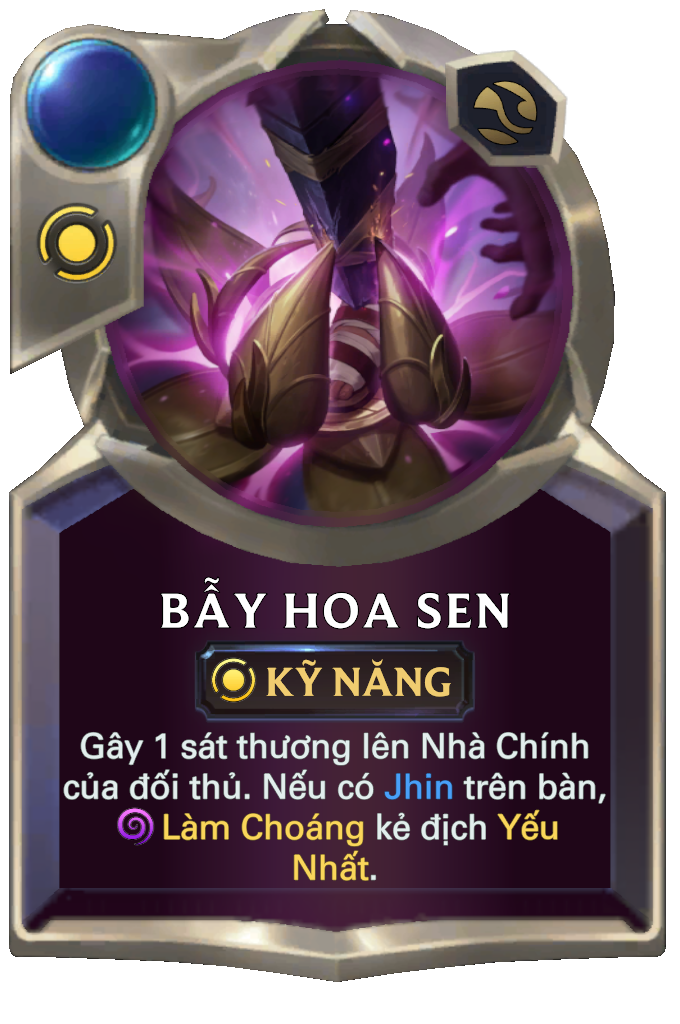 BẪY HOA SEN
KỸ NĂNG
Gây 1 sát thương lên Nhà Chính
của đối thủ. Nếu có Jhin trên bàn,
Làm Choáng kẻ địch Yếu
Nhất.